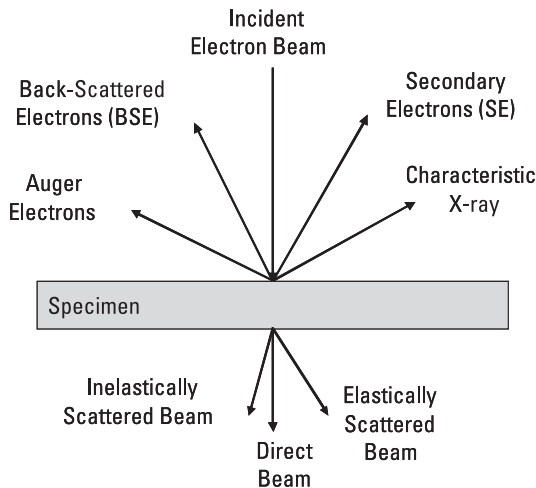 Incident
Electron Beam
Back-Scattered
Electrons (BSE)
Secondary
Electrons (SE)
Auger
Electrons
Characteristic
X-ray
Specimen
Inelastically
Scattered Beam
Direct
Beam
Elastically
Scattered
Beam